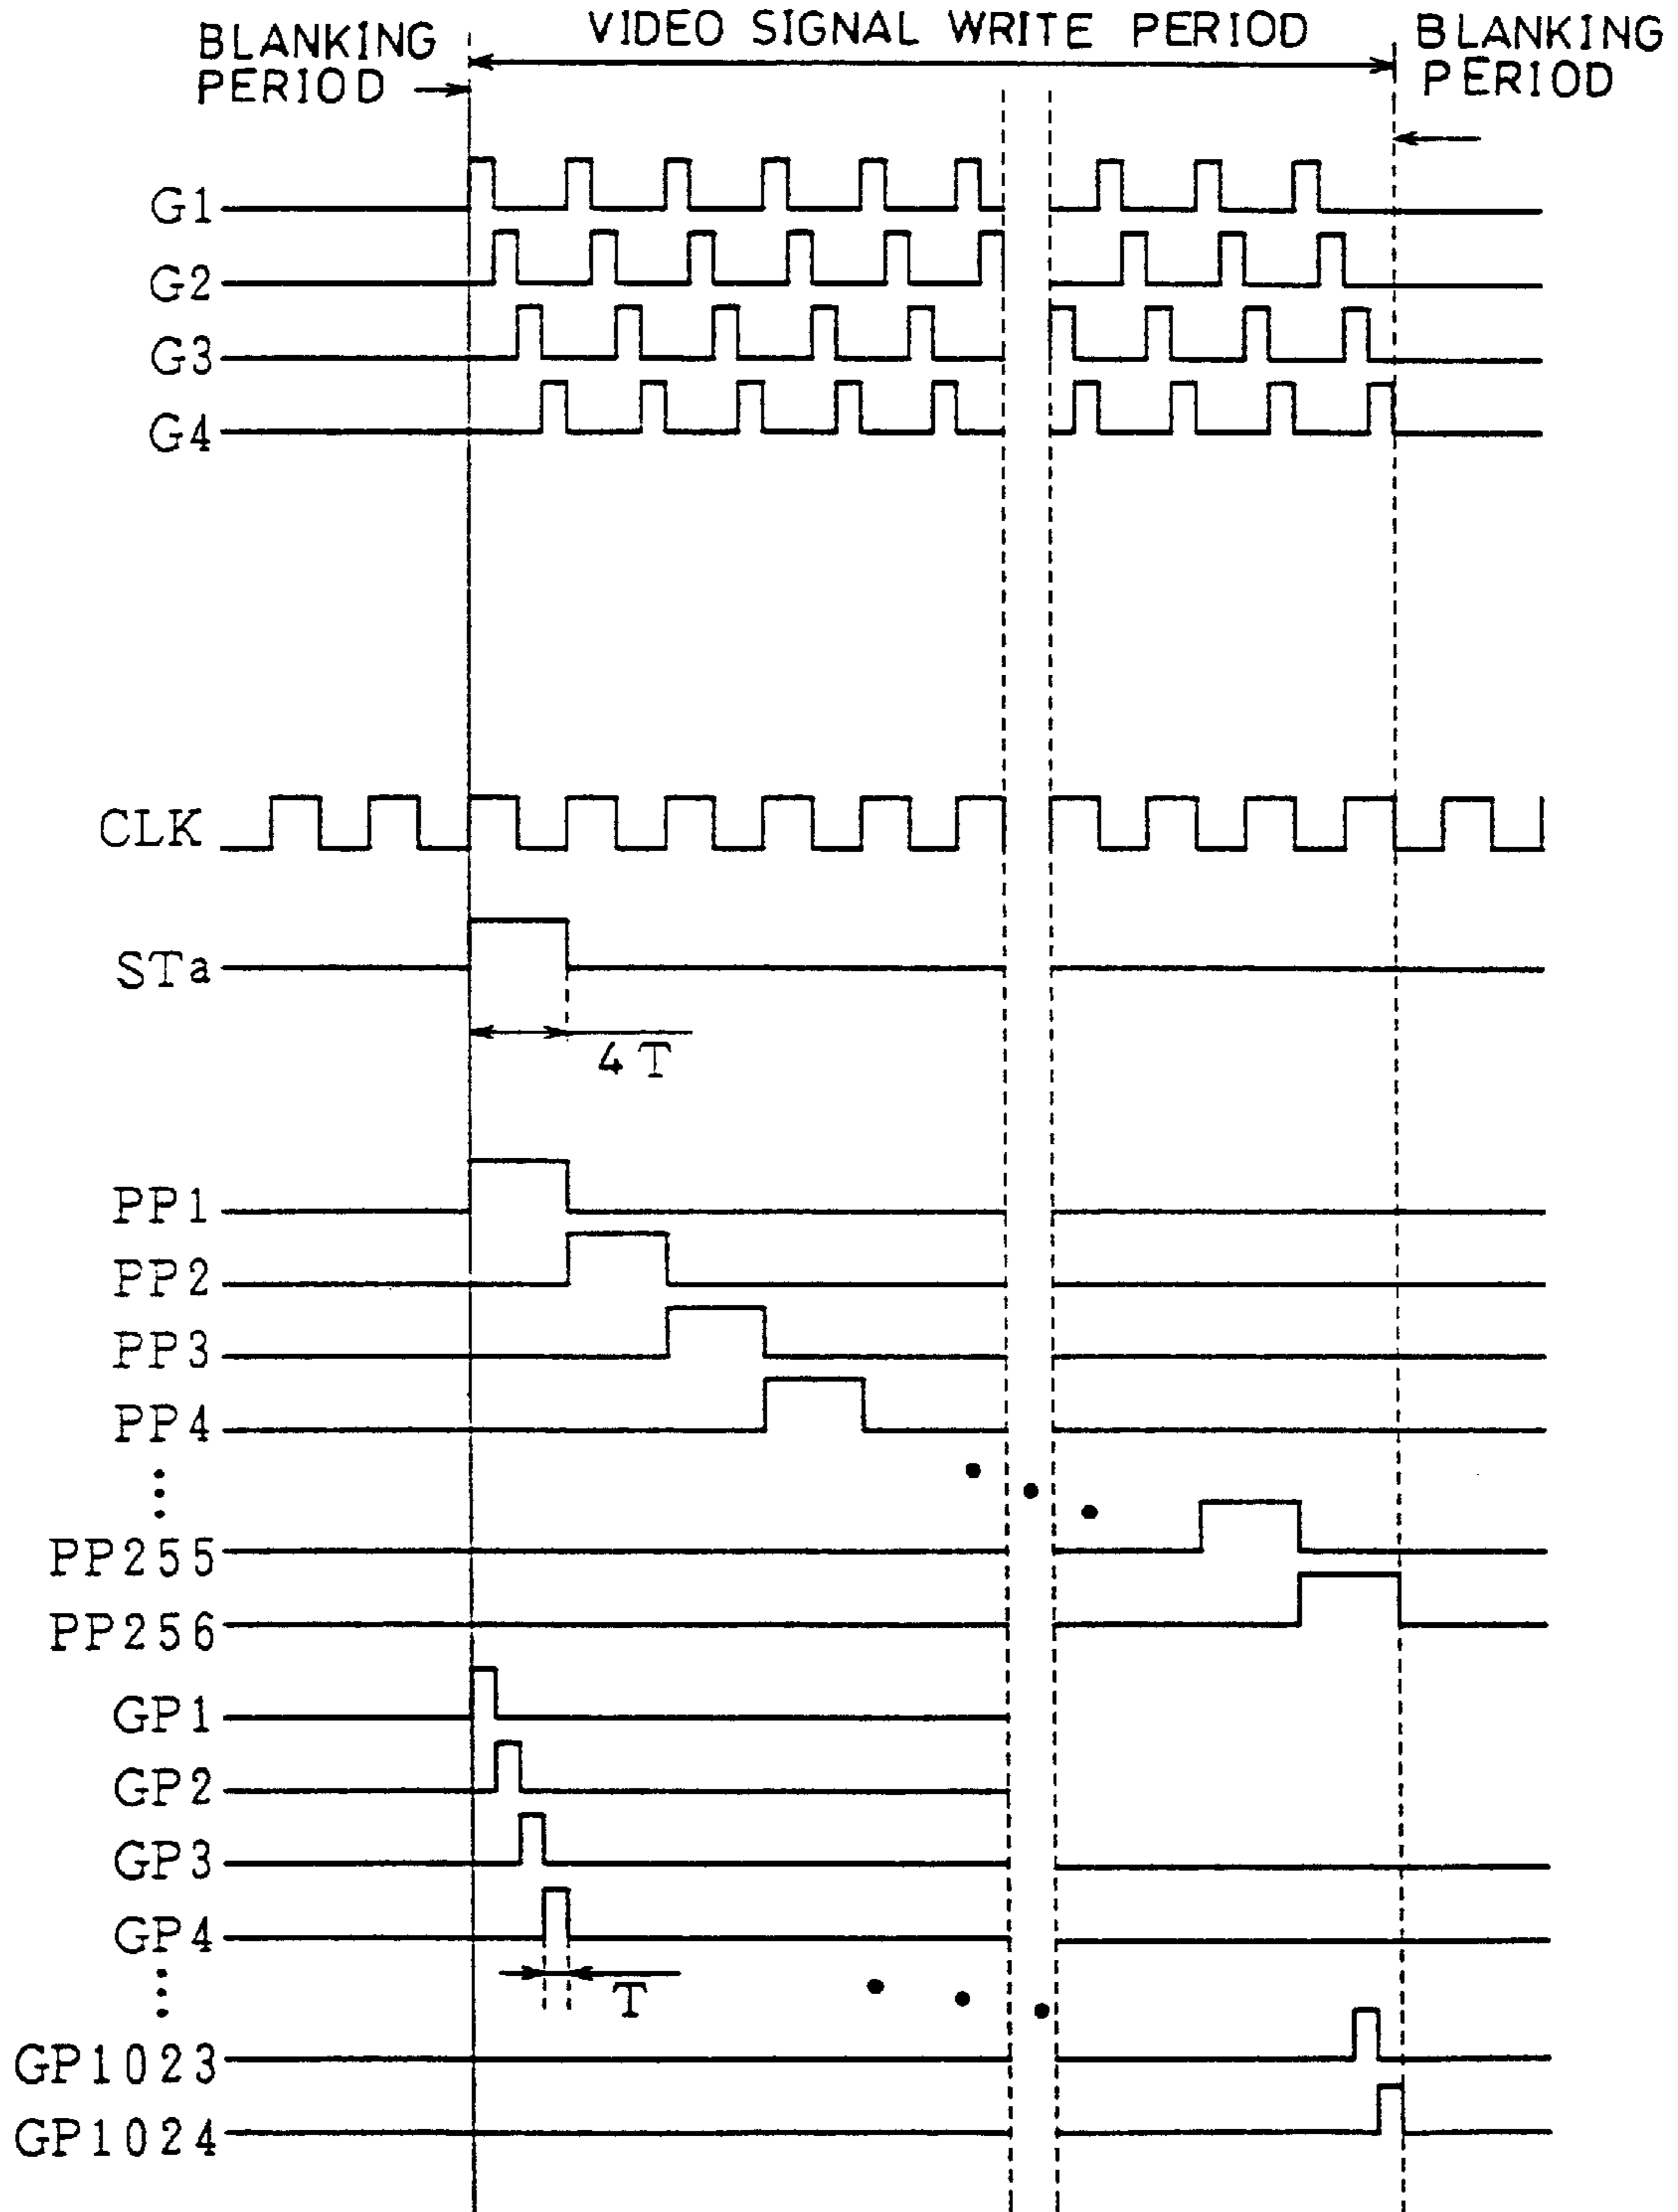 BLANKING
PERIOD
VIDEO SIGNAL WRITE PERIOD
BLANKING
PERIOD
G1
G2
G3
G4
CLK
STa
4T
PP1
PP2
PP3
PP4
PP255
PP256
GP1
GP2
GP3
GP4
T
GP1023
GP1024